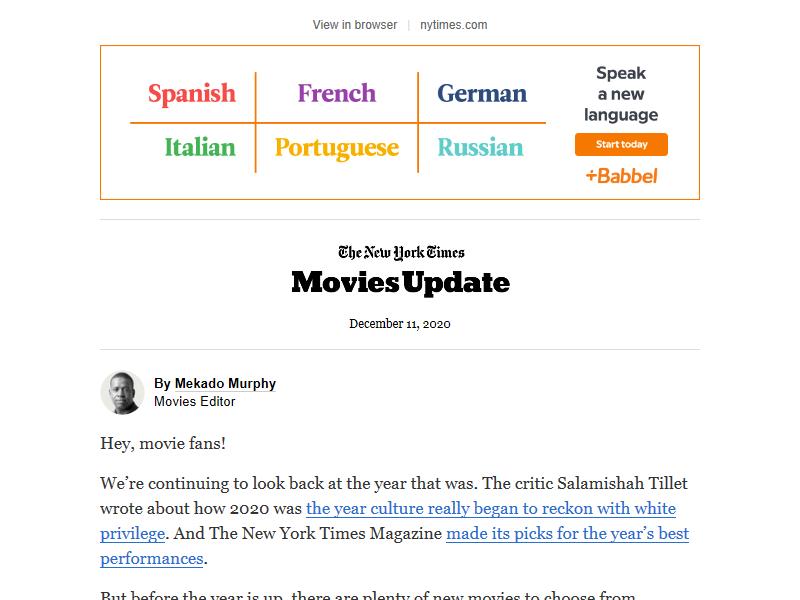 View in browser | nytimes.com
Spanish French German
Italian Portuguese Russian
Speak
a new
language
Start today
+Babbel
The New York Times
Movies Update
December 11, 2020
By Mekado Murphy
Movies Editor
Hey, movie fans!
We’re continuing to look back at the year that was. The critic Salamishah Tillet
wrote about how 2020 was the year culture really began to reckon with white
privilege. And The New York Times Magazine made its picks for the year’s best
performances.
But before the year is up, there are plenty of new movies to choose from.